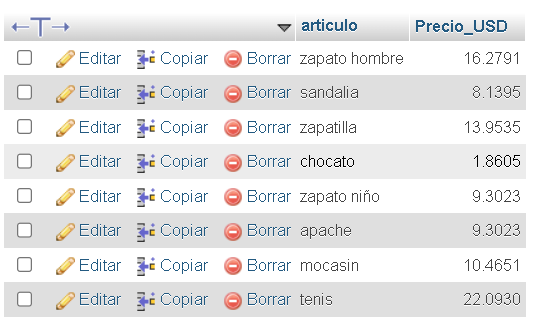 articulo Precio_USD
Editar Copiar Borrar zapato hombre 16.2791
Editar Copiar Borrar sandalia 8.1395
Editar Copiar Borrar zapatilla 13.9535
Editar Copiar Borrar chocato 1.8605
Editar Copiar Borrar zapato niño 9.3023
Editar Copiar Borrar apache 9.3023
Editar Copiar Borrar mocasin 10.4651
Editar Copiar Borrar tenis 22.0930